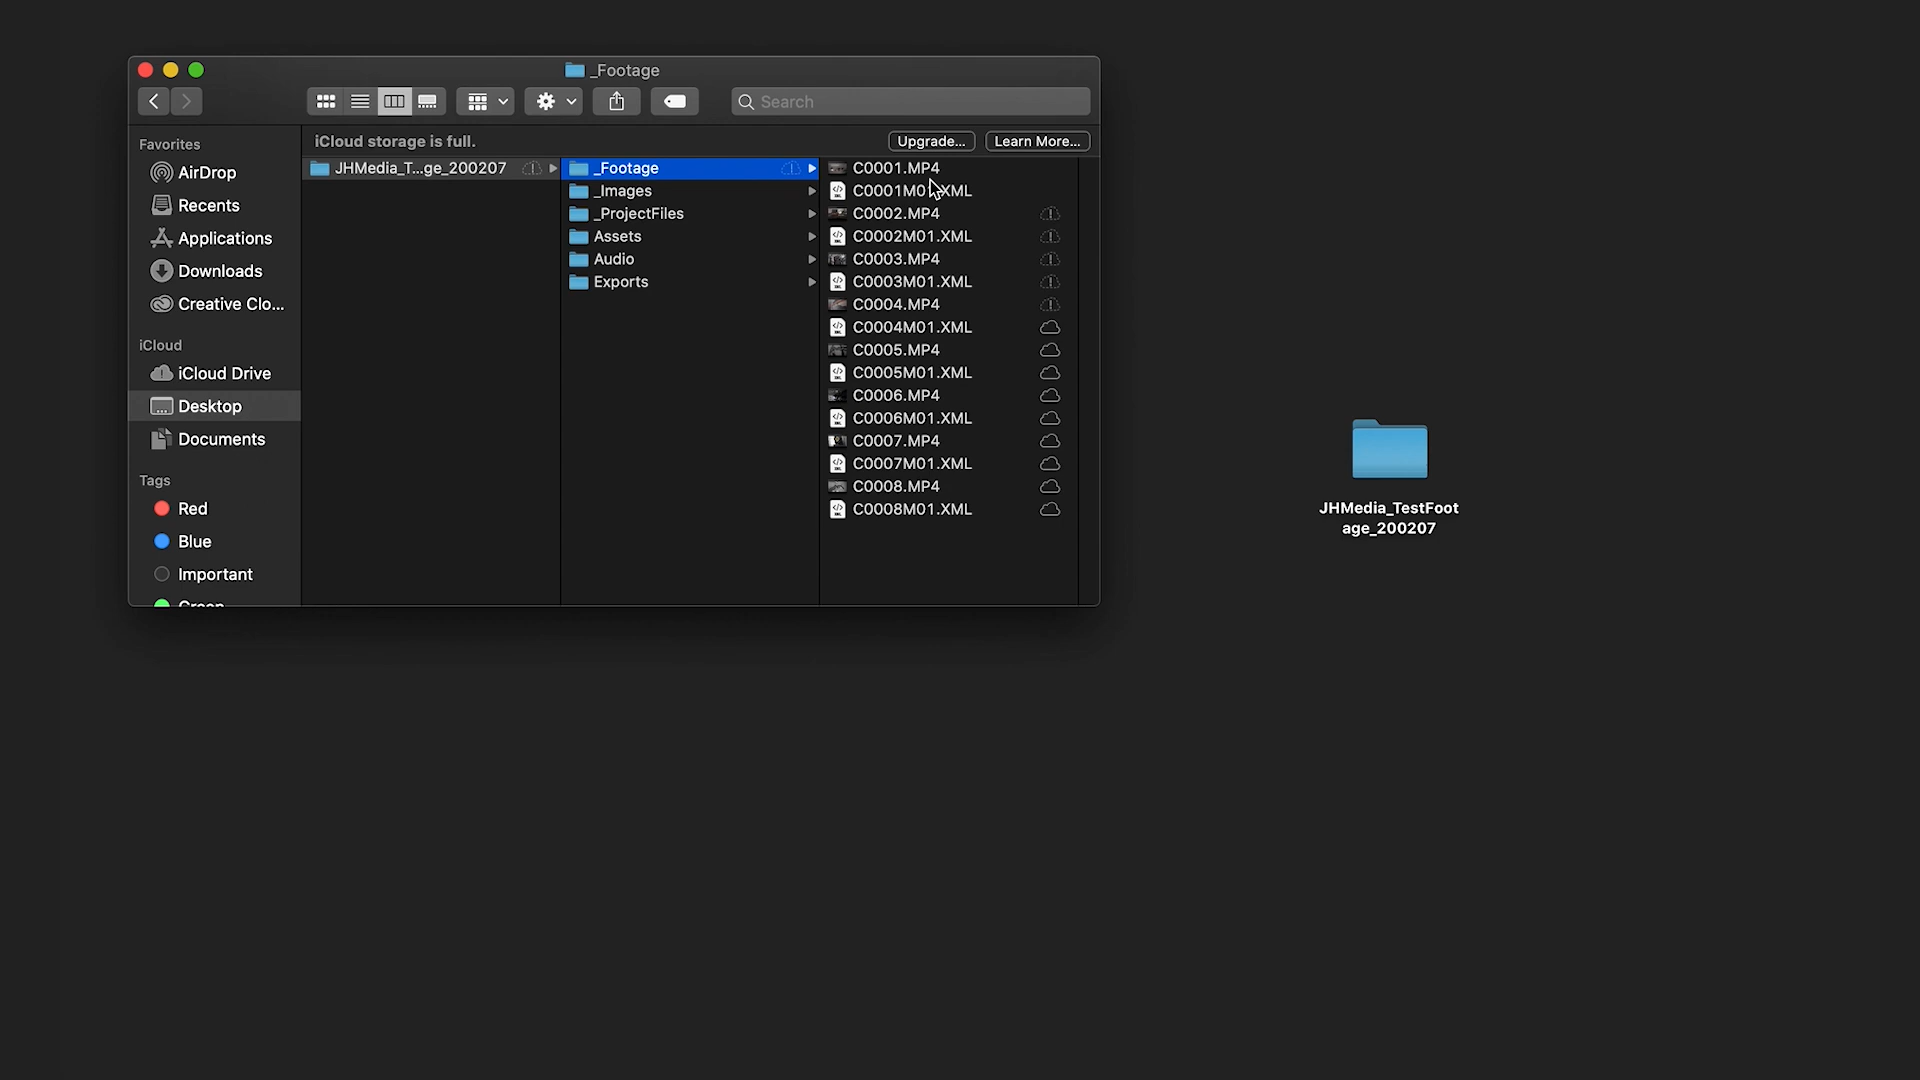 _Footage
Search
Favorites
AirDrop
Recents
Applications
Downloads
Creative Clo...
iCloud
iCloud Drive
Desktop
Documents
Tags
Red
Blue
Important
Green
iCloud storage is full.
Upgrade...
Learn More...
JHMedia_T...ge_200207
_Footage
_Images
_ProjectFiles
Assets
Audio
Exports
C0001.MP4
C0001M01.XML
C0002.MP4
C0002M01.XML
C0003.MP4
C0003M01.XML
C0004.MP4
C0004M01.XML
C0005.MP4
C0005M01.XML
C0006.MP4
C0006M01.XML
C0007.MP4
C0007M01.XML
C0008.MP4
C0008M01.XML
JHMedia_TestFoot
age_200207